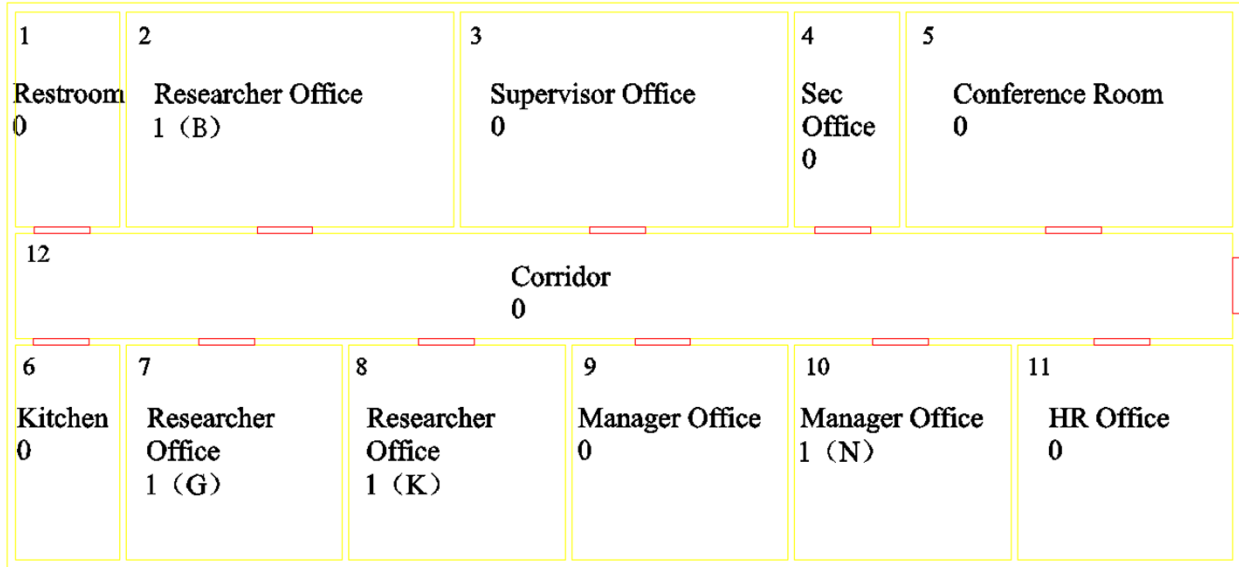 1
Restroom
0
2
Researcher Office
1（B）
3
Supervisor Office
0
4
Sec
Office
0
5
Conference Room
0
12
Corridor
0
6
Kitchen
0
7
Researcher
Office
1（G）
8
Researcher
Office
1（K）
9
Manager Office
0
10
Manager Office
1（N）
11
HR Office
0